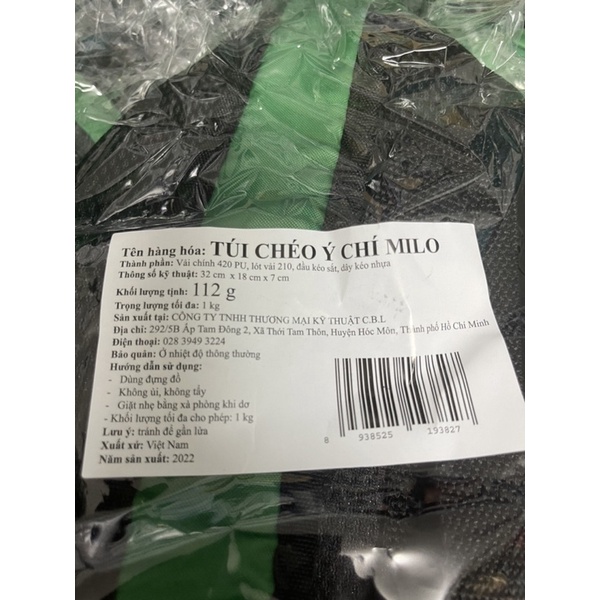 Tên hàng hóa: TÚI CHÉO Ý CHÍ MILO
Thành phần: Vải chính 420 PU, lót vải 210, đầu kéo sắt, dây kéo nhựa
Thông số kỹ thuật: 32 cm x 18 cm x 7 cm
Khối lượng tịnh: 112 g
Trọng lượng tối đa: 1 kg
Sản xuất tại: CÔNG TY TNHH THƯƠNG MẠI KỸ THUẬT C.B.L
Địa chỉ: 292/5B Ấp Tam Đông 2, Xã Thới Tam Thôn, Huyện Hóc Môn, Thành phố Hồ Chí Minh
Điện thoại: 028 3949 3224
Bảo quản: Ở nhiệt độ thông thường
Hướng dẫn sử dụng:
- Dùng đựng đồ
- Không ủi, không tẩy
- Giặt nhẹ bằng xà phòng khi dơ
- Khối lượng tối đa cho phép: 1 kg
Lưu ý: tránh để gần lửa
Xuất xứ: Việt Nam
Năm sản xuất: 2022
8 938525 193827